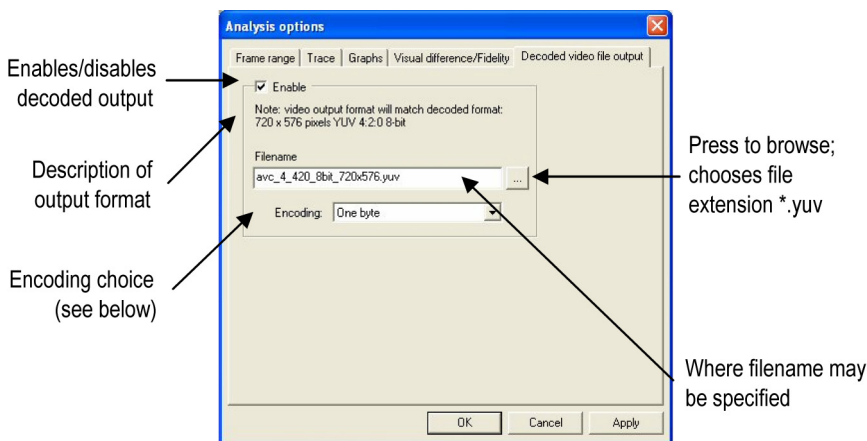 Analysis options
Frame range
Trace
Graphs
Visual difference/Fidelity
Decoded video file output
Enables/disables
decoded output
Enable
Note: video output format will match decoded format:
720 x 576 pixels YUV 4:2:0 8-bit
Description of
output format
Filename
avc_4_420_8bit_720x576.yuv
...
Press to browse;
chooses file
extension *.yuv
Encoding:
One byte
Encoding choice
(see below)
Where filename may
be specified
OK
Cancel
Apply